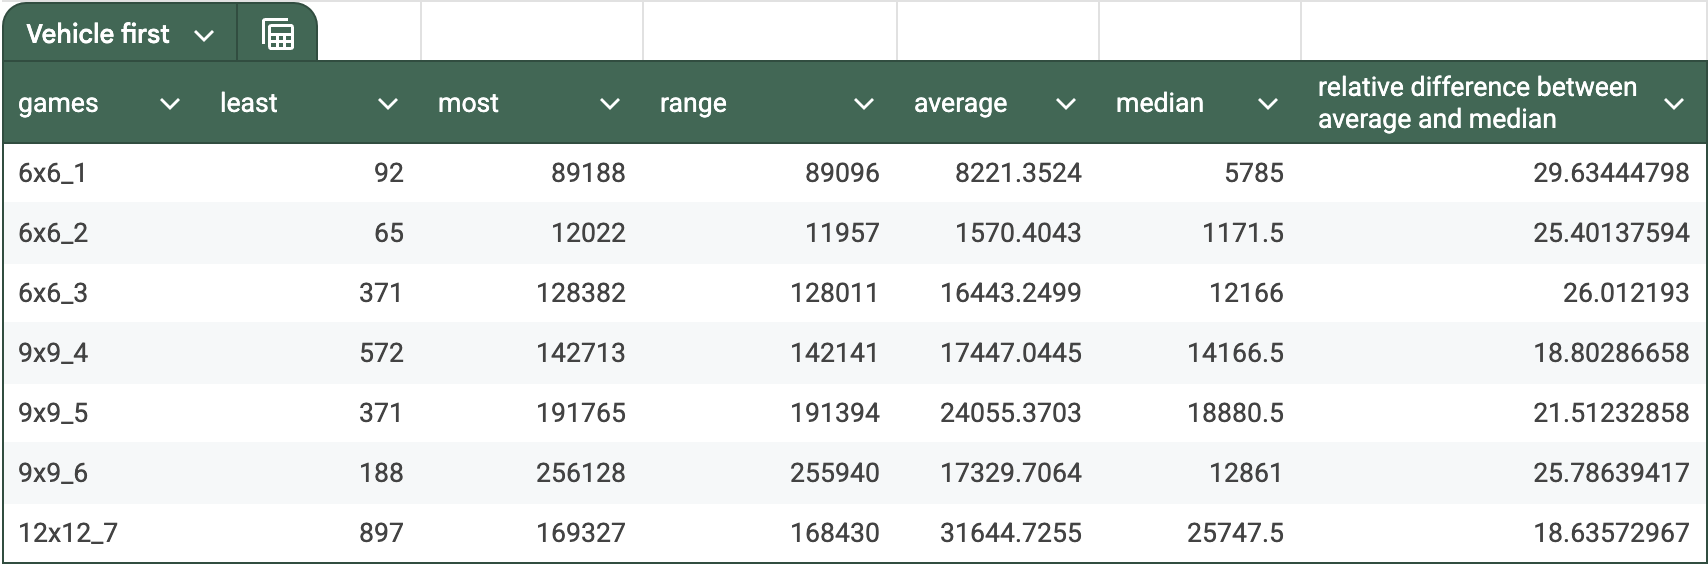 Vehicle first
games least most range average median relative difference between
average and median
6x6_1 92 89188 89096 8221.3524 5785 29.63444798
6x6_2 65 12022 11957 1570.4043 1171.5 25.40137594
6x6_3 371 128382 128011 16443.2499 12166 26.012193
9x9_4 572 142713 142141 17447.0445 14166.5 18.80286658
9x9_5 371 191765 191394 24055.3703 18880.5 21.51232858
9x9_6 188 256128 255940 17329.7064 12861 25.78639417
12x12_7 897 169327 168430 31644.7255 25747.5 18.63572967